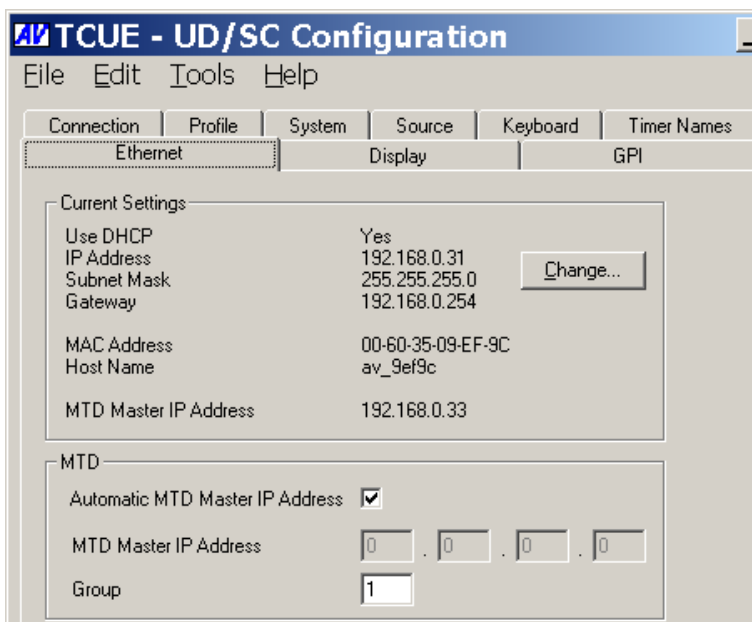 AV TCUE - UD/SC Configuration
File Edit Tools Help
Connection Profile System Source Keyboard Timer Names
Ethernet Display GPI
Current Settings
Use DHCP Yes
IP Address 192.168.0.31
Subnet Mask 255.255.255.0
Change...
Gateway 192.168.0.254
MAC Address 00-60-35-09-EF-9C
Host Name av_9ef9c
MTD Master IP Address 192.168.0.33
MTD
Automatic MTD Master IP Address
MTD Master IP Address 0 . 0 . 0 . 0
Group 1